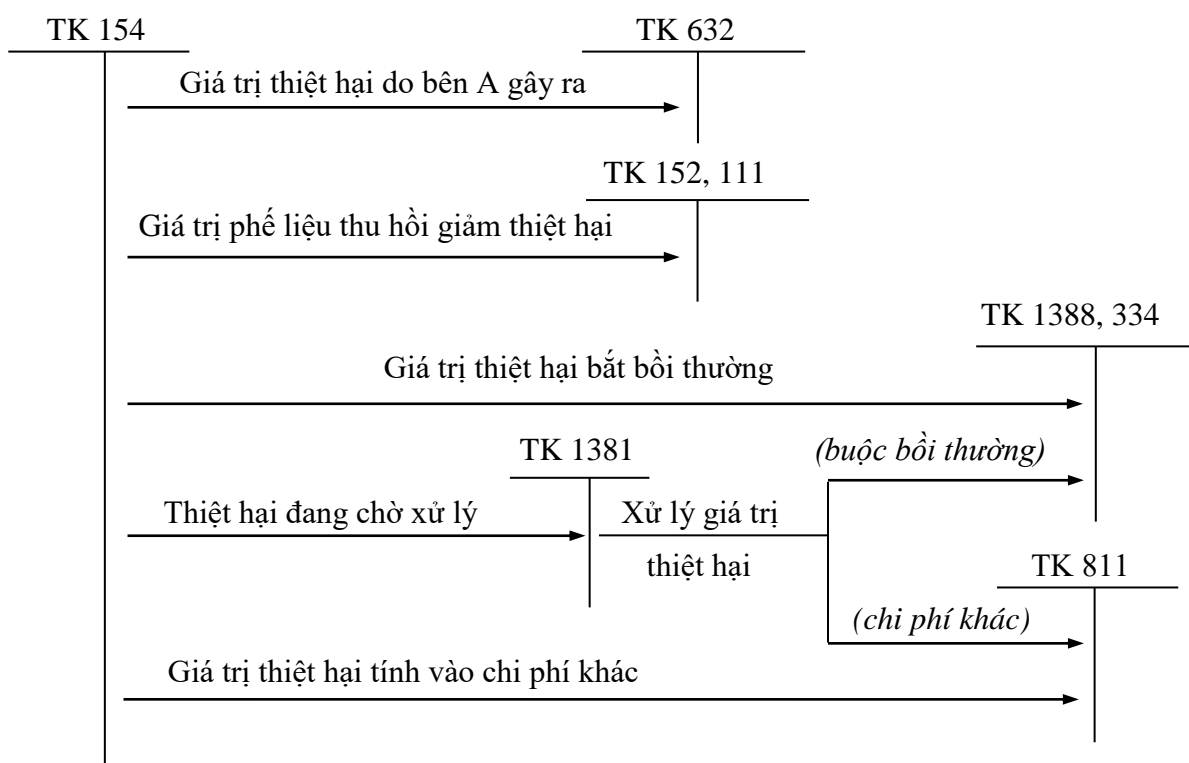 TK 154
TK 632
Giá trị thiệt hại do bên A gây ra
TK 152, 111
Giá trị phế liệu thu hồi giảm thiệt hại
TK 1388, 334
Giá trị thiệt hại bắt bồi thường
TK 1381
(buộc bồi thường)
Thiệt hại đang chờ xử lý
Xử lý giá trị
thiệt hại
TK 811
(chi phí khác)
Giá trị thiệt hại tính vào chi phí khác